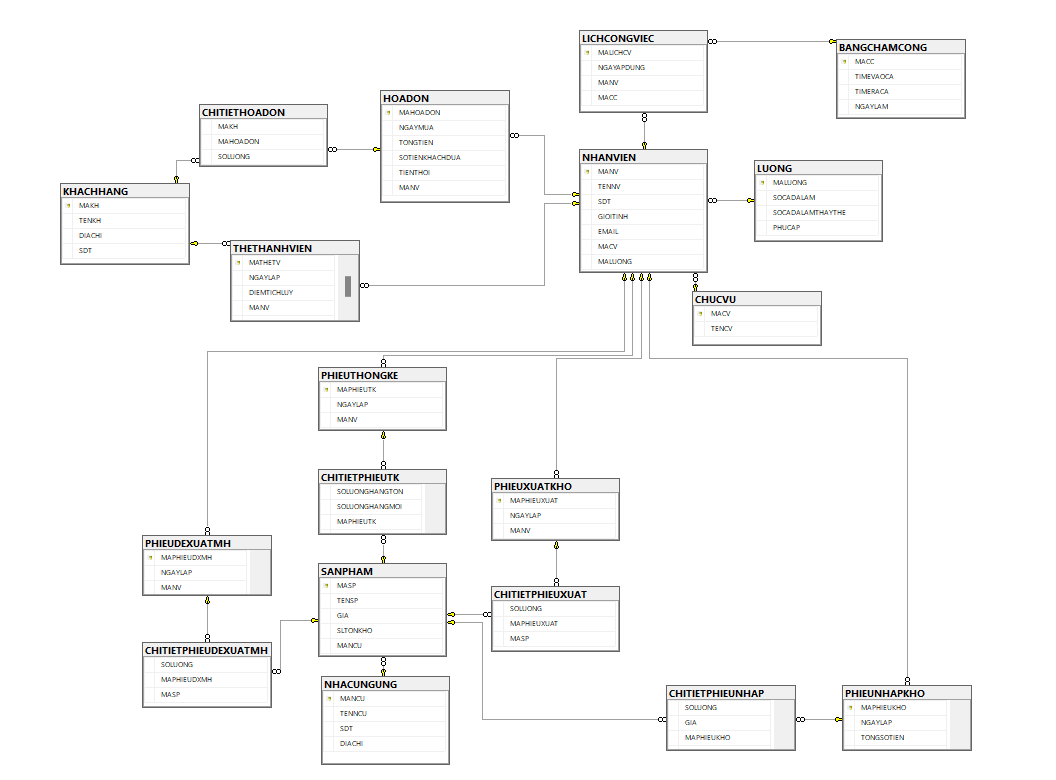 LICHCONGVIEC
MALICHCV
NGAYAPDUNG
MANV
MACC
BANGCHAMCONG
MACC
TIMEVAOCA
TIMERACA
NGAYLAM
CHITIETHOADON
MAKH
MAHOADON
SOLUONG
HOADON
MAHOADON
NGAYMUA
TONGTIEN
SOTIENKHACHDUA
TIENTHOI
MANV
NHANVIEN
MANV
TENNV
SDT
GIOITINH
EMAIL
MACV
MALUONG
LUONG
MALUONG
SOCADALAM
SOCADALAMTHAYTHE
PHUCAP
KHACHHANG
MAKH
TENKH
DIACHI
SDT
THETHANHVIEN
MATHETV
NGAYLAP
DIEMTICHLUY
MANV
CHUCVU
MACV
TENCV
PHIEUTHONGKE
MAPHIEUTK
NGAYLAP
MANV
CHITIETPHIEUTK
SOLUONGHANGTON
SOLUONGHANGMOI
MAPHIEUTK
PHIEUXUATKHO
MAPHIEUXUAT
NGAYLAP
MANV
PHIEUDEXUATMH
MAPHIEUDXMH
NGAYLAP
MANV
SANPHAM
MASP
TENSP
GIA
SLTONKHO
MANCU
CHITIETPHIEUXUAT
SOLUONG
MAPHIEUXUAT
MASP
CHITIETPHIEUDEXUATMH
SOLUONG
MAPHIEUDXMH
MASP
NHACUNGUNG
MANCU
TENNCU
SDT
DIACHI
CHITIETPHIEUNHAP
SOLUONG
GIA
MAPHIEUKHO
PHIEUNHAPKHO
MAPHIEUKHO
NGAYLAP
TONGSOTIEN